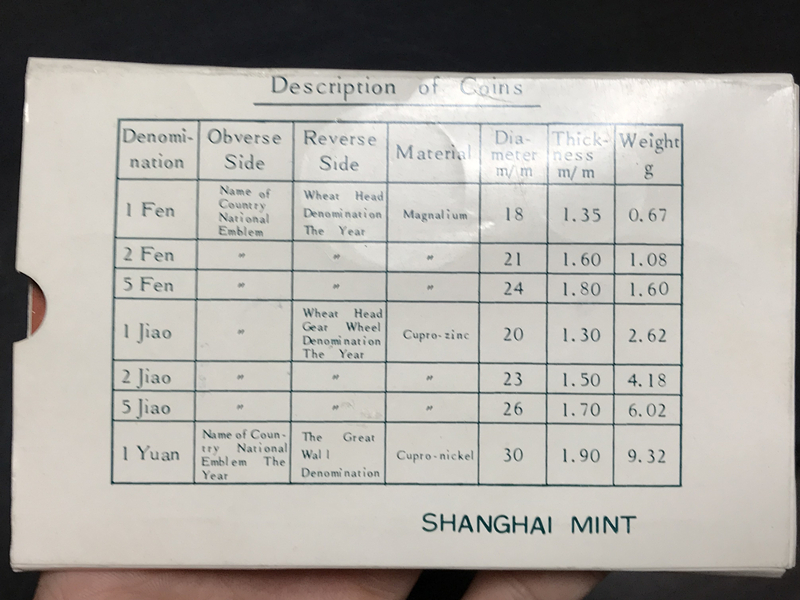 Description of Coins
Denomi-nation Obverse Side Reverse Side Material Dia-meter m/m Thick-ness m/m Weight g
1 Fen Name of Country National Emblem Wheat Head Denomination The Year Magnalium 18 1.35 0.67
2 Fen 〃 〃 〃 21 1.60 1.08
5 Fen 〃 〃 〃 24 1.80 1.60
1 Jiao 〃 Wheat Head Gear Wheel Denomination The Year Cupro-zinc 20 1.30 2.62
2 Jiao 〃 〃 〃 23 1.50 4.18
5 Jiao 〃 〃 〃 26 1.70 6.02
1 Yuan Name of Coun-try National Emblem The Year The Great Wall Denomination Cupro-nickel 30 1.90 9.32
SHANGHAI MINT